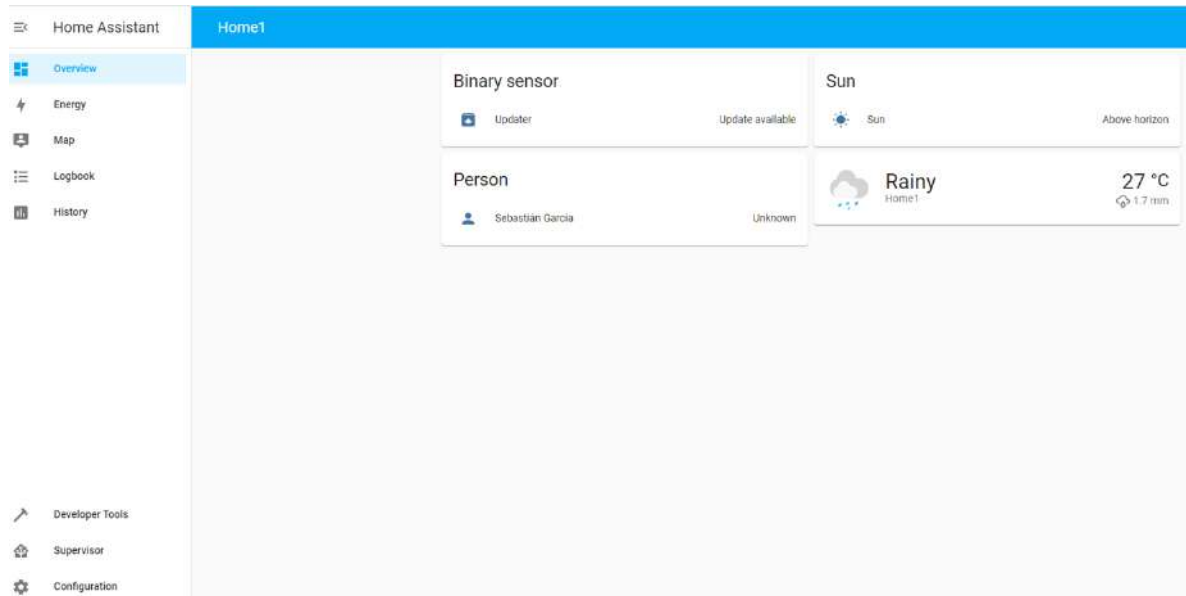 Home Assistant
Home1
Overview
Energy
Map
Logbook
History
Developer Tools
Supervisor
Configuration
Binary sensor
Updater Update available
Person
Sebastián Garcia Unknown
Sun
Sun Above horizon
Rainy 27 °C
Home1 1.7 mm